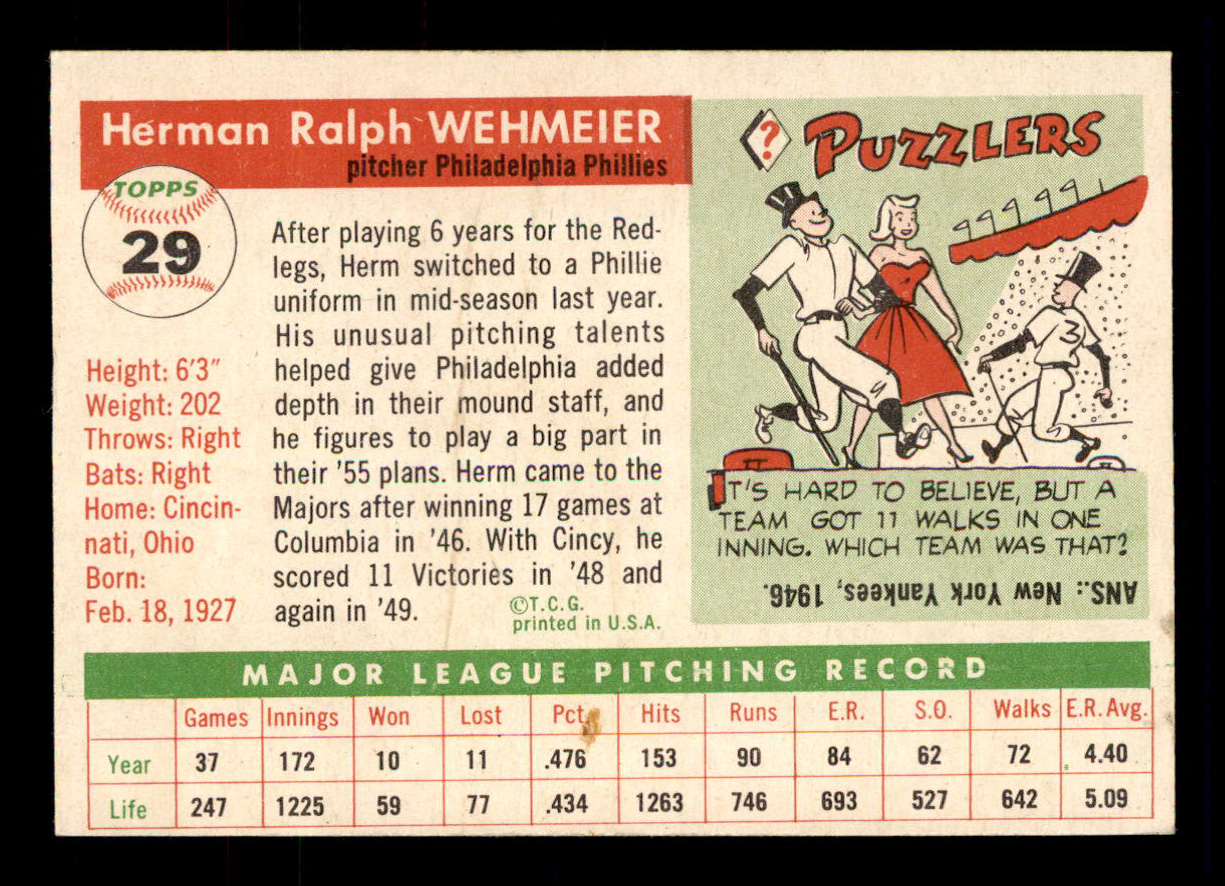 Herman Ralph WEHMEIER
pitcher Philadelphia Phillies
TOPPS
29
Height: 6'3"
Weight: 202
Throws: Right
Bats: Right
Home: Cincin-
nati, Ohio
Born:
Feb. 18, 1927
After playing 6 years for the Red-
legs, Herm switched to a Phillie
uniform in mid-season last year.
His unusual pitching talents
helped give Philadelphia added
depth in their mound staff, and
he figures to play a big part in
their '55 plans. Herm came to the
Majors after winning 17 games at
Columbia in '46. With Cincy, he
scored 11 Victories in '48 and
again in '49.
©T.C.G.
printed in U.S.A.
? PUZZLERS
3
IT'S HARD TO BELIEVE, BUT A
TEAM GOT 11 WALKS IN ONE
INNING. WHICH TEAM WAS THAT?
ANS.: New York Yankees, 1946.
MAJOR LEAGUE PITCHING RECORD
Games Innings Won Lost Pct. Hits Runs E.R. S.O. Walks E.R. Avg.
Year 37 172 10 11 .476 153 90 84 62 72 4.40
Life 247 1225 59 77 .434 1263 746 693 527 642 5.09